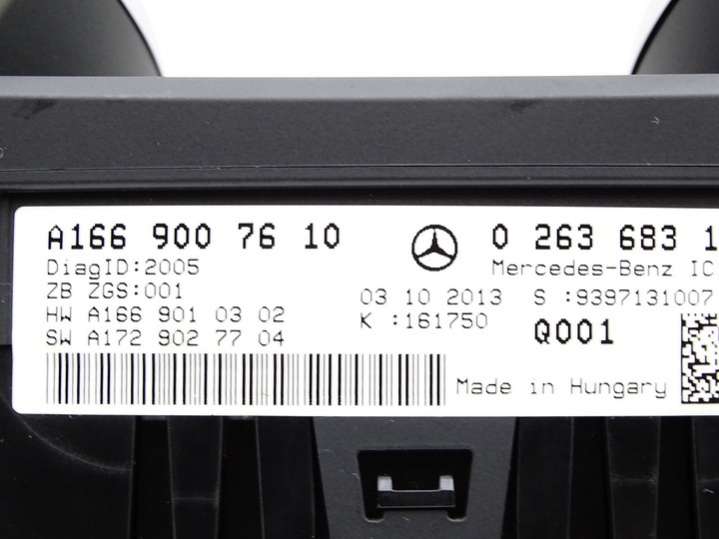 A166 900 76 10
0 263 683 1
DiagID:2005
Mercedes-Benz IC
ZB ZGS:001
03 10 2013 S :9397131007
HW A166 901 03 02
K :161750
Q001
SW A172 902 77 04
Made in Hungary